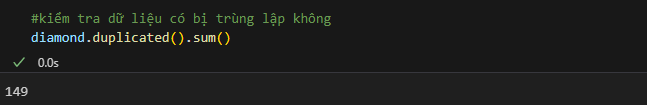 #kiểm tra dữ liệu có bị trùng lập không
diamond.duplicated().sum()
0.0s
149